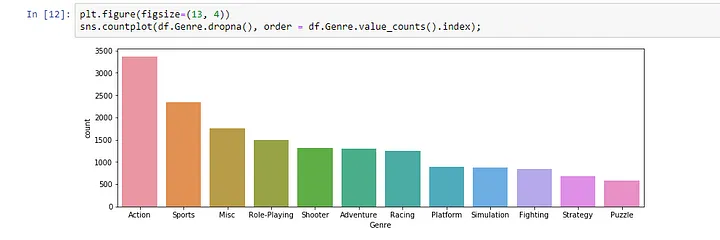 In [12]: plt.figure(figsize=(13, 4))
sns.countplot(df.Genre.dropna(), order = df.Genre.value_counts().index);
3500
3000
2500
2000
1500
1000
500
0
count
Action Sports Misc Role-Playing Shooter Adventure Racing Platform Simulation Fighting Strategy Puzzle
Genre